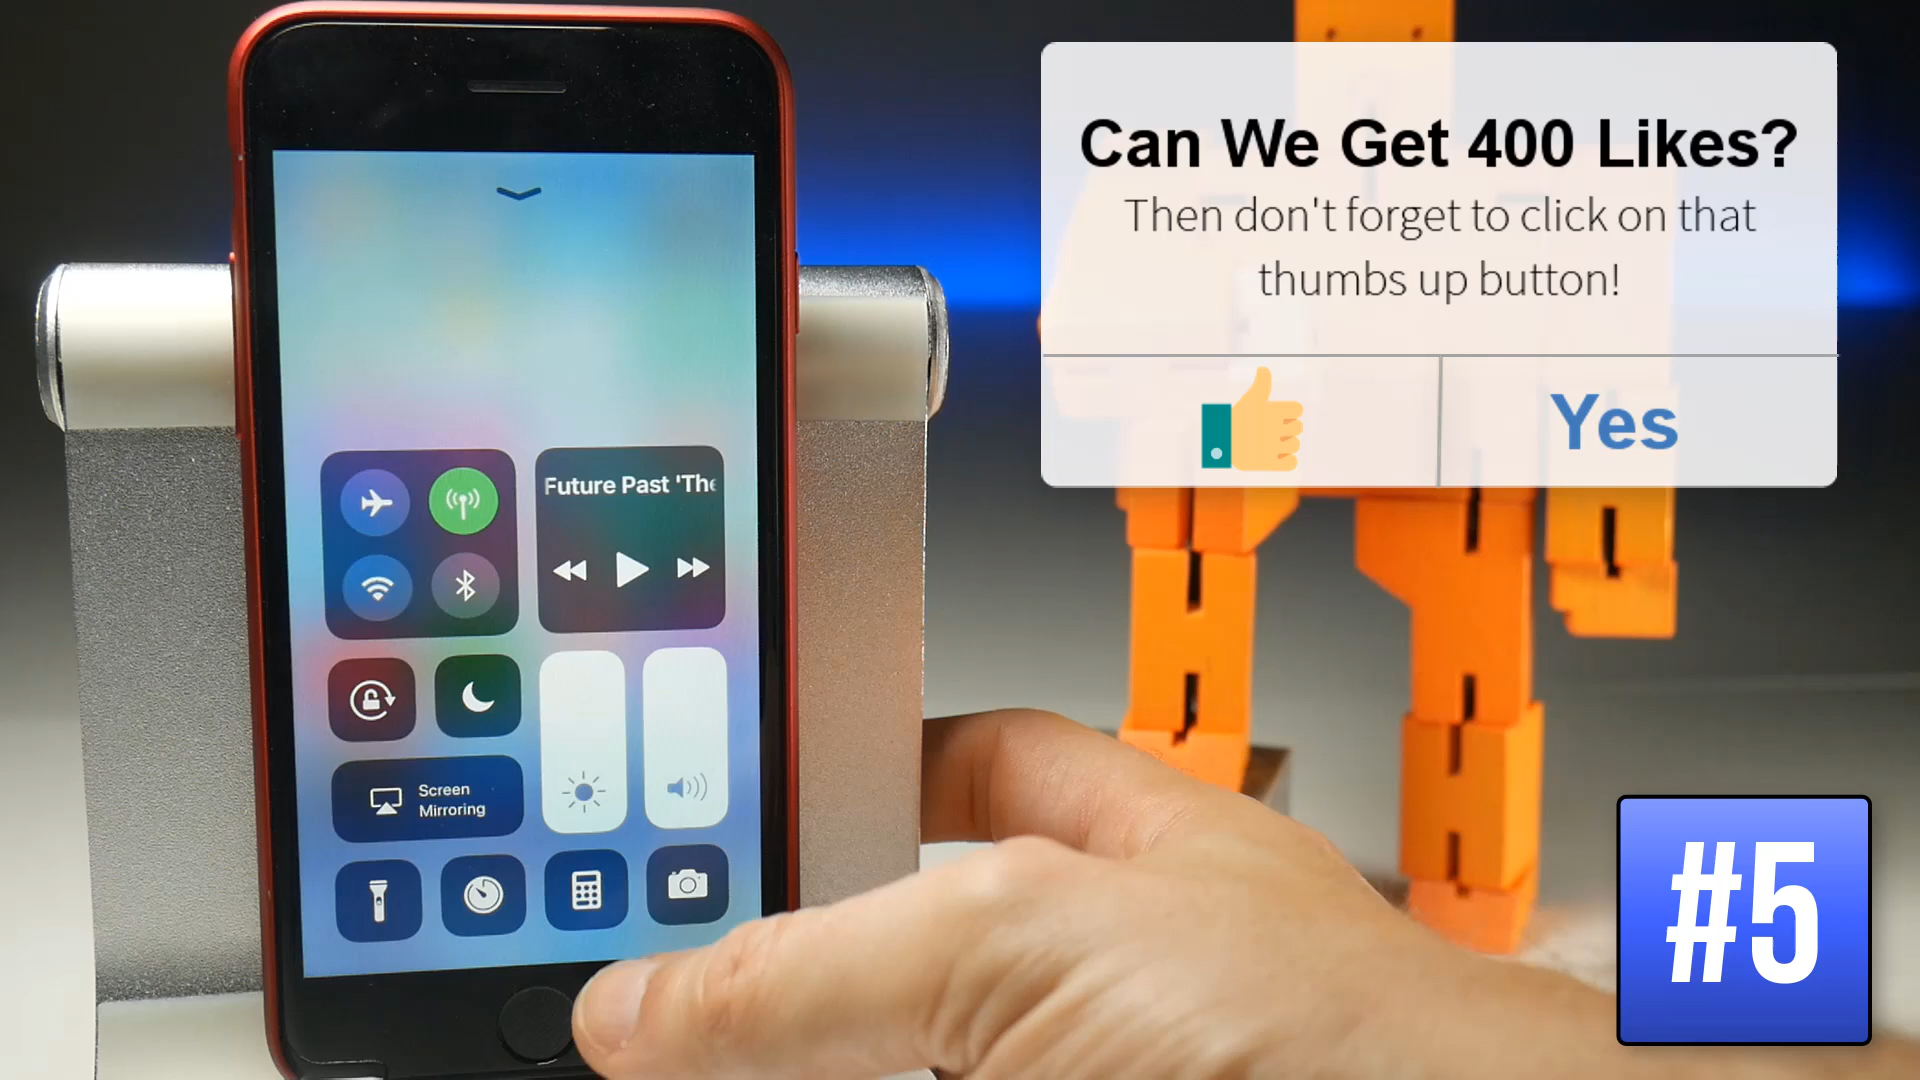 Can We Get 400 Likes?
Then don't forget to click on that
thumbs up button!
Yes
Future Past 'The
Screen
Mirroring
#5